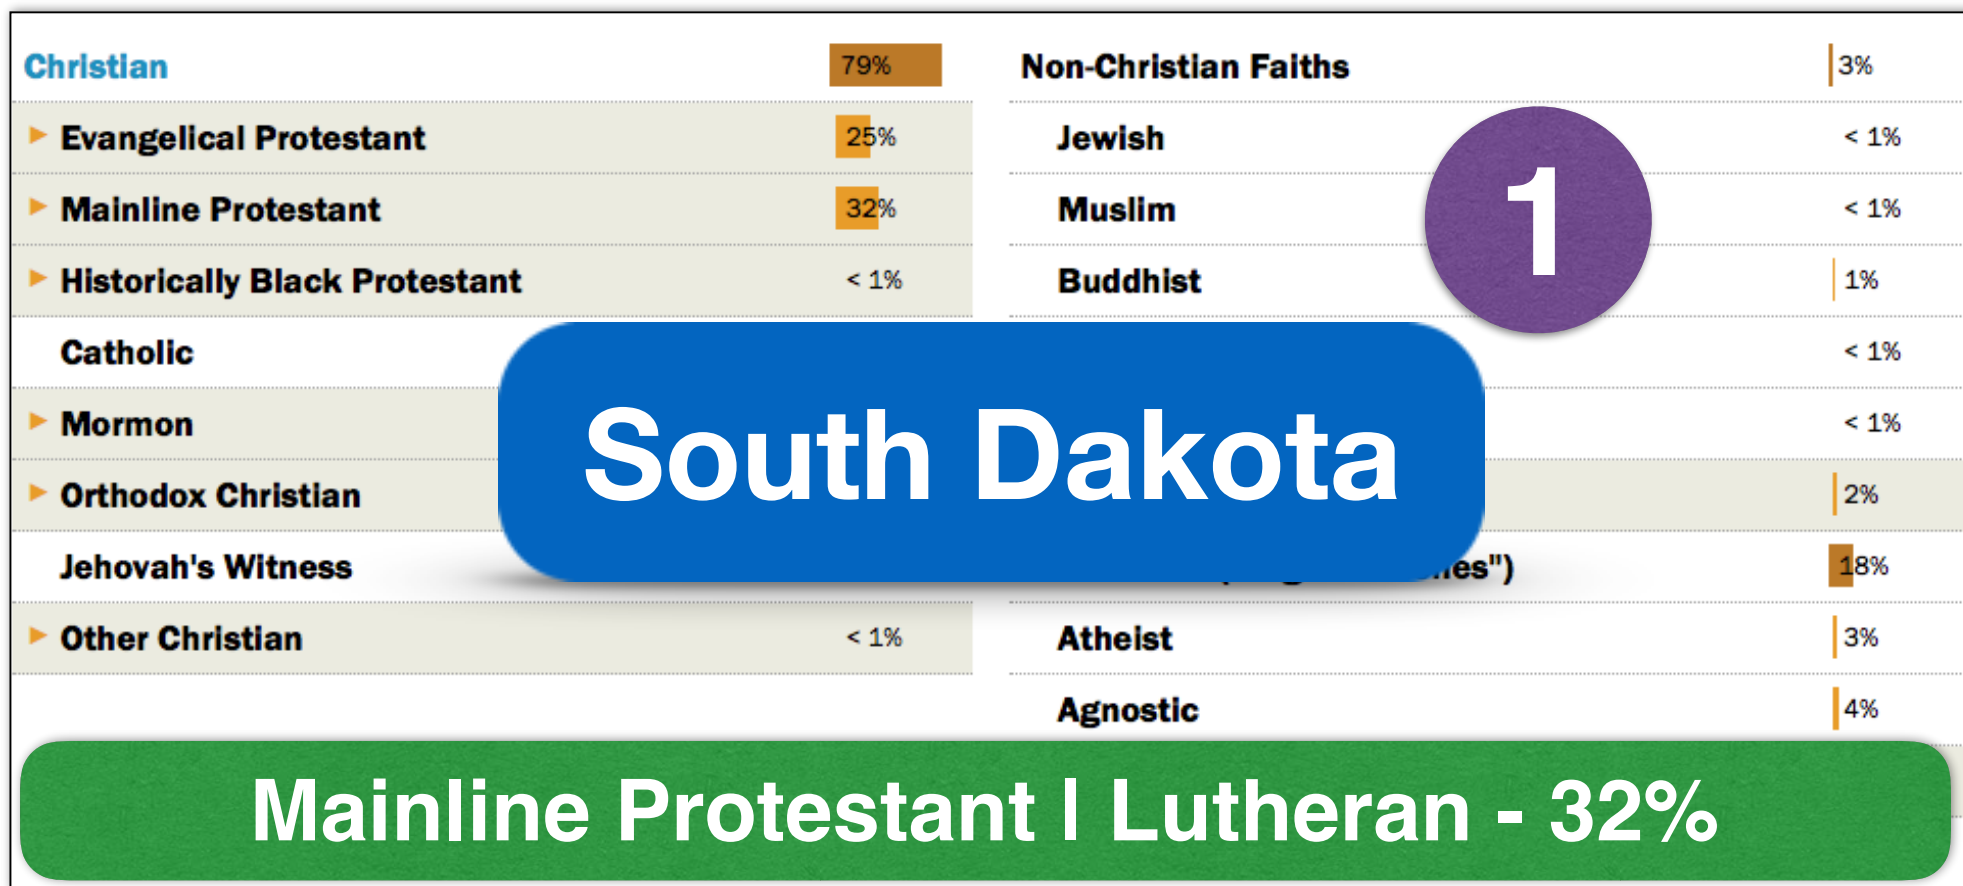 Christian 79%
Evangelical Protestant 25%
Mainline Protestant 32%
Historically Black Protestant < 1%
Catholic
Mormon
Orthodox Christian
Jehovah's Witness
Other Christian < 1%
Non-Christian Faiths 3%
Jewish < 1%
Muslim < 1%
Buddhist 1%
< 1%
< 1%
2%
18%
Atheist 3%
Agnostic 4%
1
South Dakota
Mainline Protestant | Lutheran - 32%